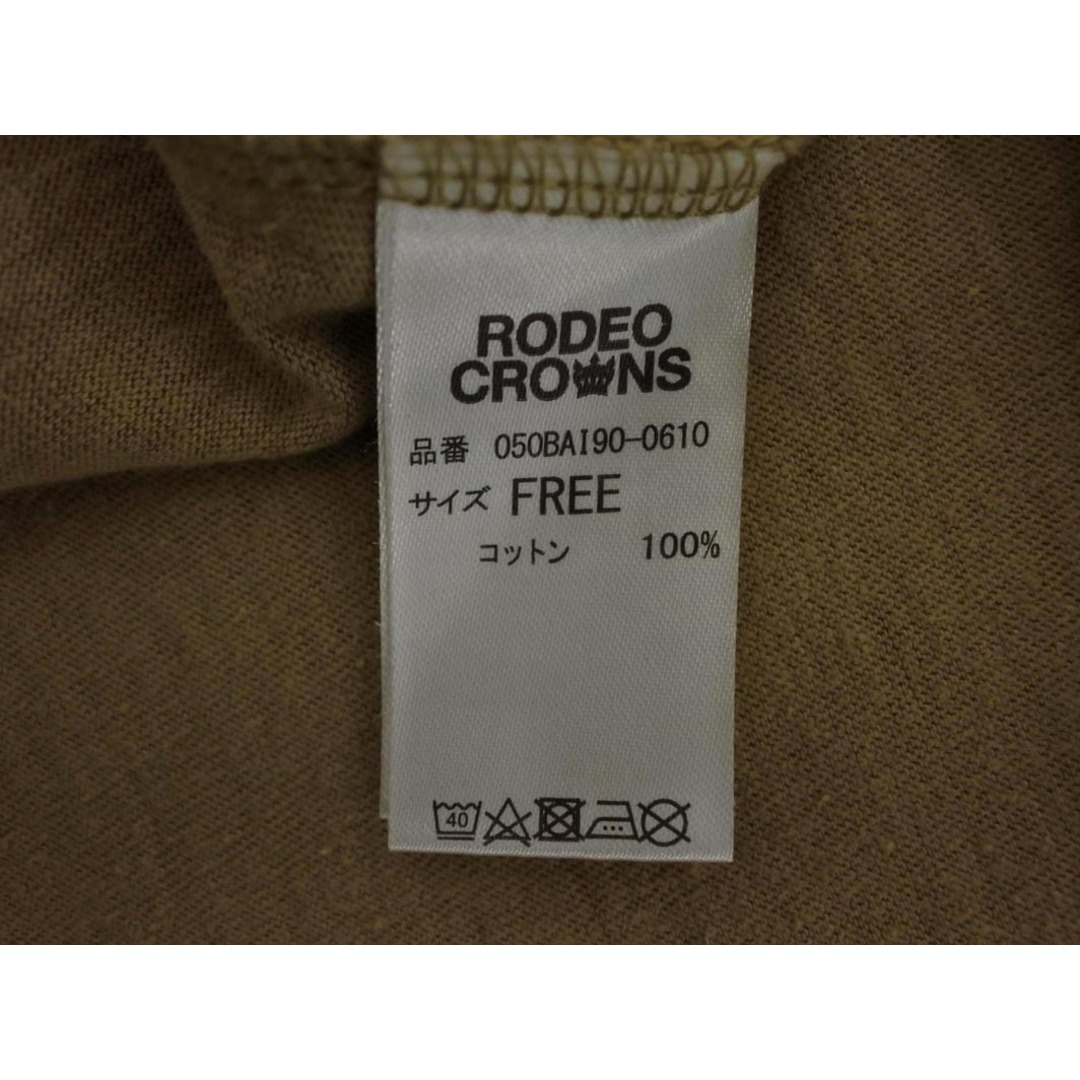 RODEO
CROWNS
品番 050BAI90-0610
サイズ FREE
コットン 100%
40